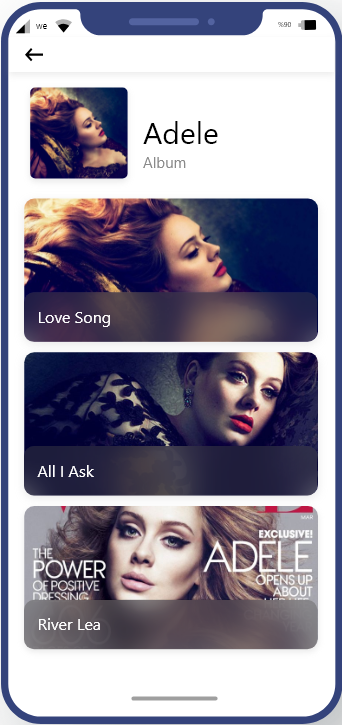 we
%90
Adele
Album
Love Song
All I Ask
MAR
EXCLUSIVE!
THE
ADELE
POWER
OPENS UP
OF POSITIVE
ABOUT
DRESSING
River Lea